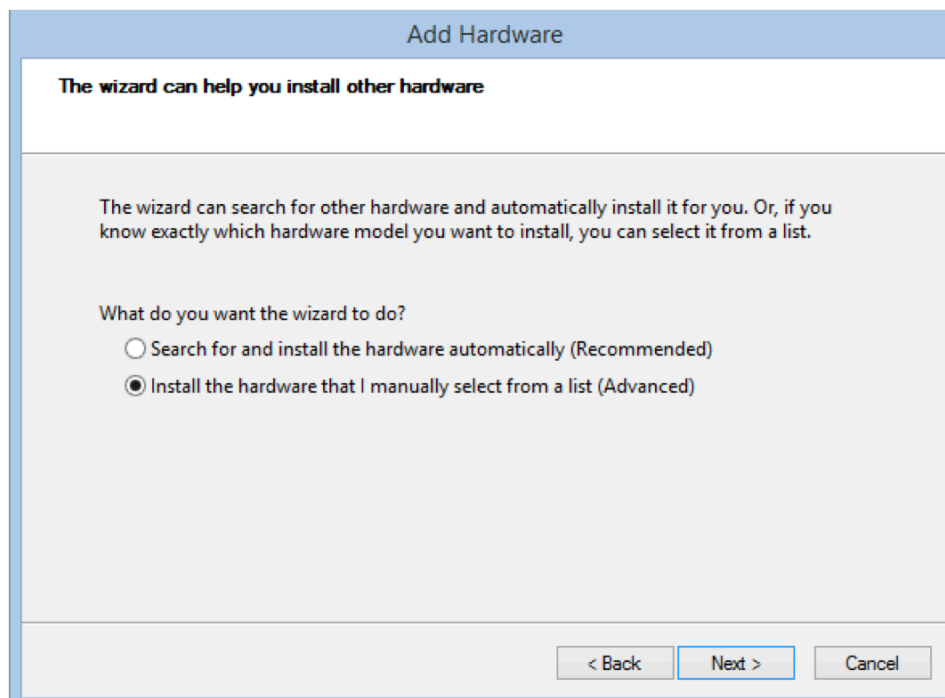 Add Hardware
The wizard can help you install other hardware
The wizard can search for other hardware and automatically install it for you. Or, if you
know exactly which hardware model you want to install, you can select it from a list.
What do you want the wizard to do?
Search for and install the hardware automatically (Recommended)
Install the hardware that I manually select from a list (Advanced)
< Back Next > Cancel